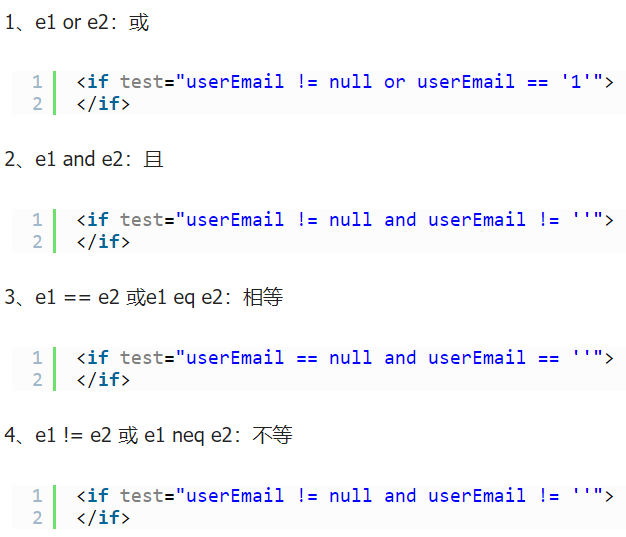 1、e1 or e2：或
1 <if test="userEmail != null or userEmail == '1'">
2 </if>
2、e1 and e2：且
1 <if test="userEmail != null and userEmail != ''">
2 </if>
3、e1 == e2 或e1 eq e2：相等
1 <if test="userEmail == null and userEmail == ''">
2 </if>
4、e1 != e2 或 e1 neq e2：不等
1 <if test="userEmail != null and userEmail != ''">
2 </if>